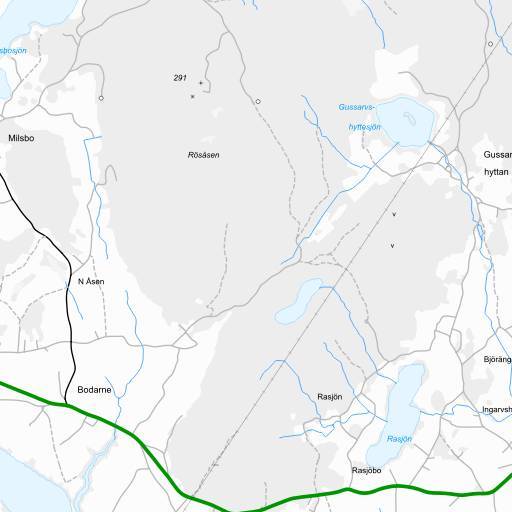 sbosjön
291
Gussarvs-
hyttesjön
Milsbo
Rösåsen
Gussar
hyttan
N Åsen
Björäng
Bodarne
Rasjön
Ingarvsh
Rasjön
Rasjöbo